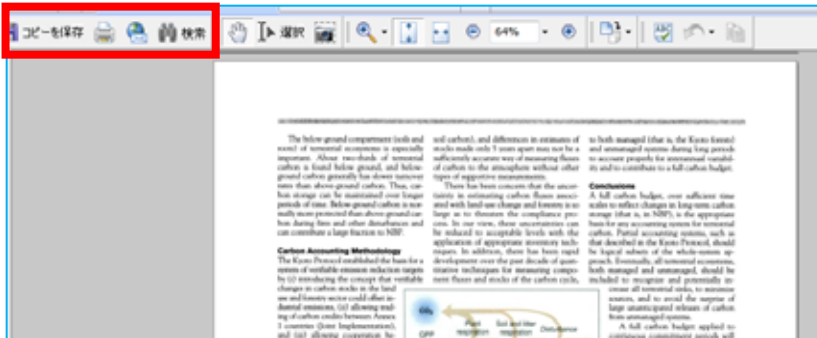 コピーを保存 検索 選択 64%
The below-ground compartment (soils and
roots) of terrestrial ecosystems is especially
important. About two-thirds of terrestrial
carbon is found below ground, and below-
ground carbon generally has slower turnover
rates than above-ground carbon. Thus, car-
bon storage can be maintained over longer
periods of time. Below-ground carbon is nor-
mally more protected than above-ground car-
bon during fires and other disturbances and
can contribute a large fraction to NBP.
Carbon Accounting Methodology
The Kyoto Protocol established the basis for a
system of verifiable emission reduction targets
by (i) introducing the concept that verifiable
changes in carbon stocks in the land
use and forestry sector could offset in-
dustrial emissions, (ii) allowing trad-
ing of carbon credits between Annex
I countries (Joint Implementation),
and (iii) allowing cooperation be-
soil carbon), and differences in estimates of
stocks made only 5 years apart may not be a
sufficiently accurate way of measuring fluxes
of carbon to the atmosphere without other
types of supportive measurements.
There has been concern that the uncer-
tainty in estimating carbon fluxes associ-
ated with land-use change and forestry is so
large as to threaten the compliance pro-
cess. In our view, these uncertainties can
be reduced to acceptable levels with the
application of appropriate inventory tech-
niques. In addition, there has been rapid
development over the past decade of quan-
titative techniques for measuring compo-
nent fluxes and stocks of the carbon cycle,
CO₂
GPP
Plant respiration
Soil and litter respiration
Disturbance
to both managed (that is, the Kyoto forests)
and unmanaged systems during long periods
to account properly for interannual variabil-
ity and to contribute to a full carbon budget.
Conclusions
A full carbon budget, over sufficient time
scales to reflect changes in long-term carbon
storage (that is, in NBP), is the appropriate
basis for any accounting system for terrestrial
carbon. Partial accounting systems, such as
that described in the Kyoto Protocol, should
be logical subsets of the whole-system ap-
proach. Eventually, all terrestrial ecosystems,
both managed and unmanaged, should be
included to recognize and potentially in-
crease all terrestrial sinks, to minimize
sources, and to avoid the surprise of
large unanticipated releases of carbon
from unmanaged systems.
A full carbon budget applied to
continuous commitment periods will